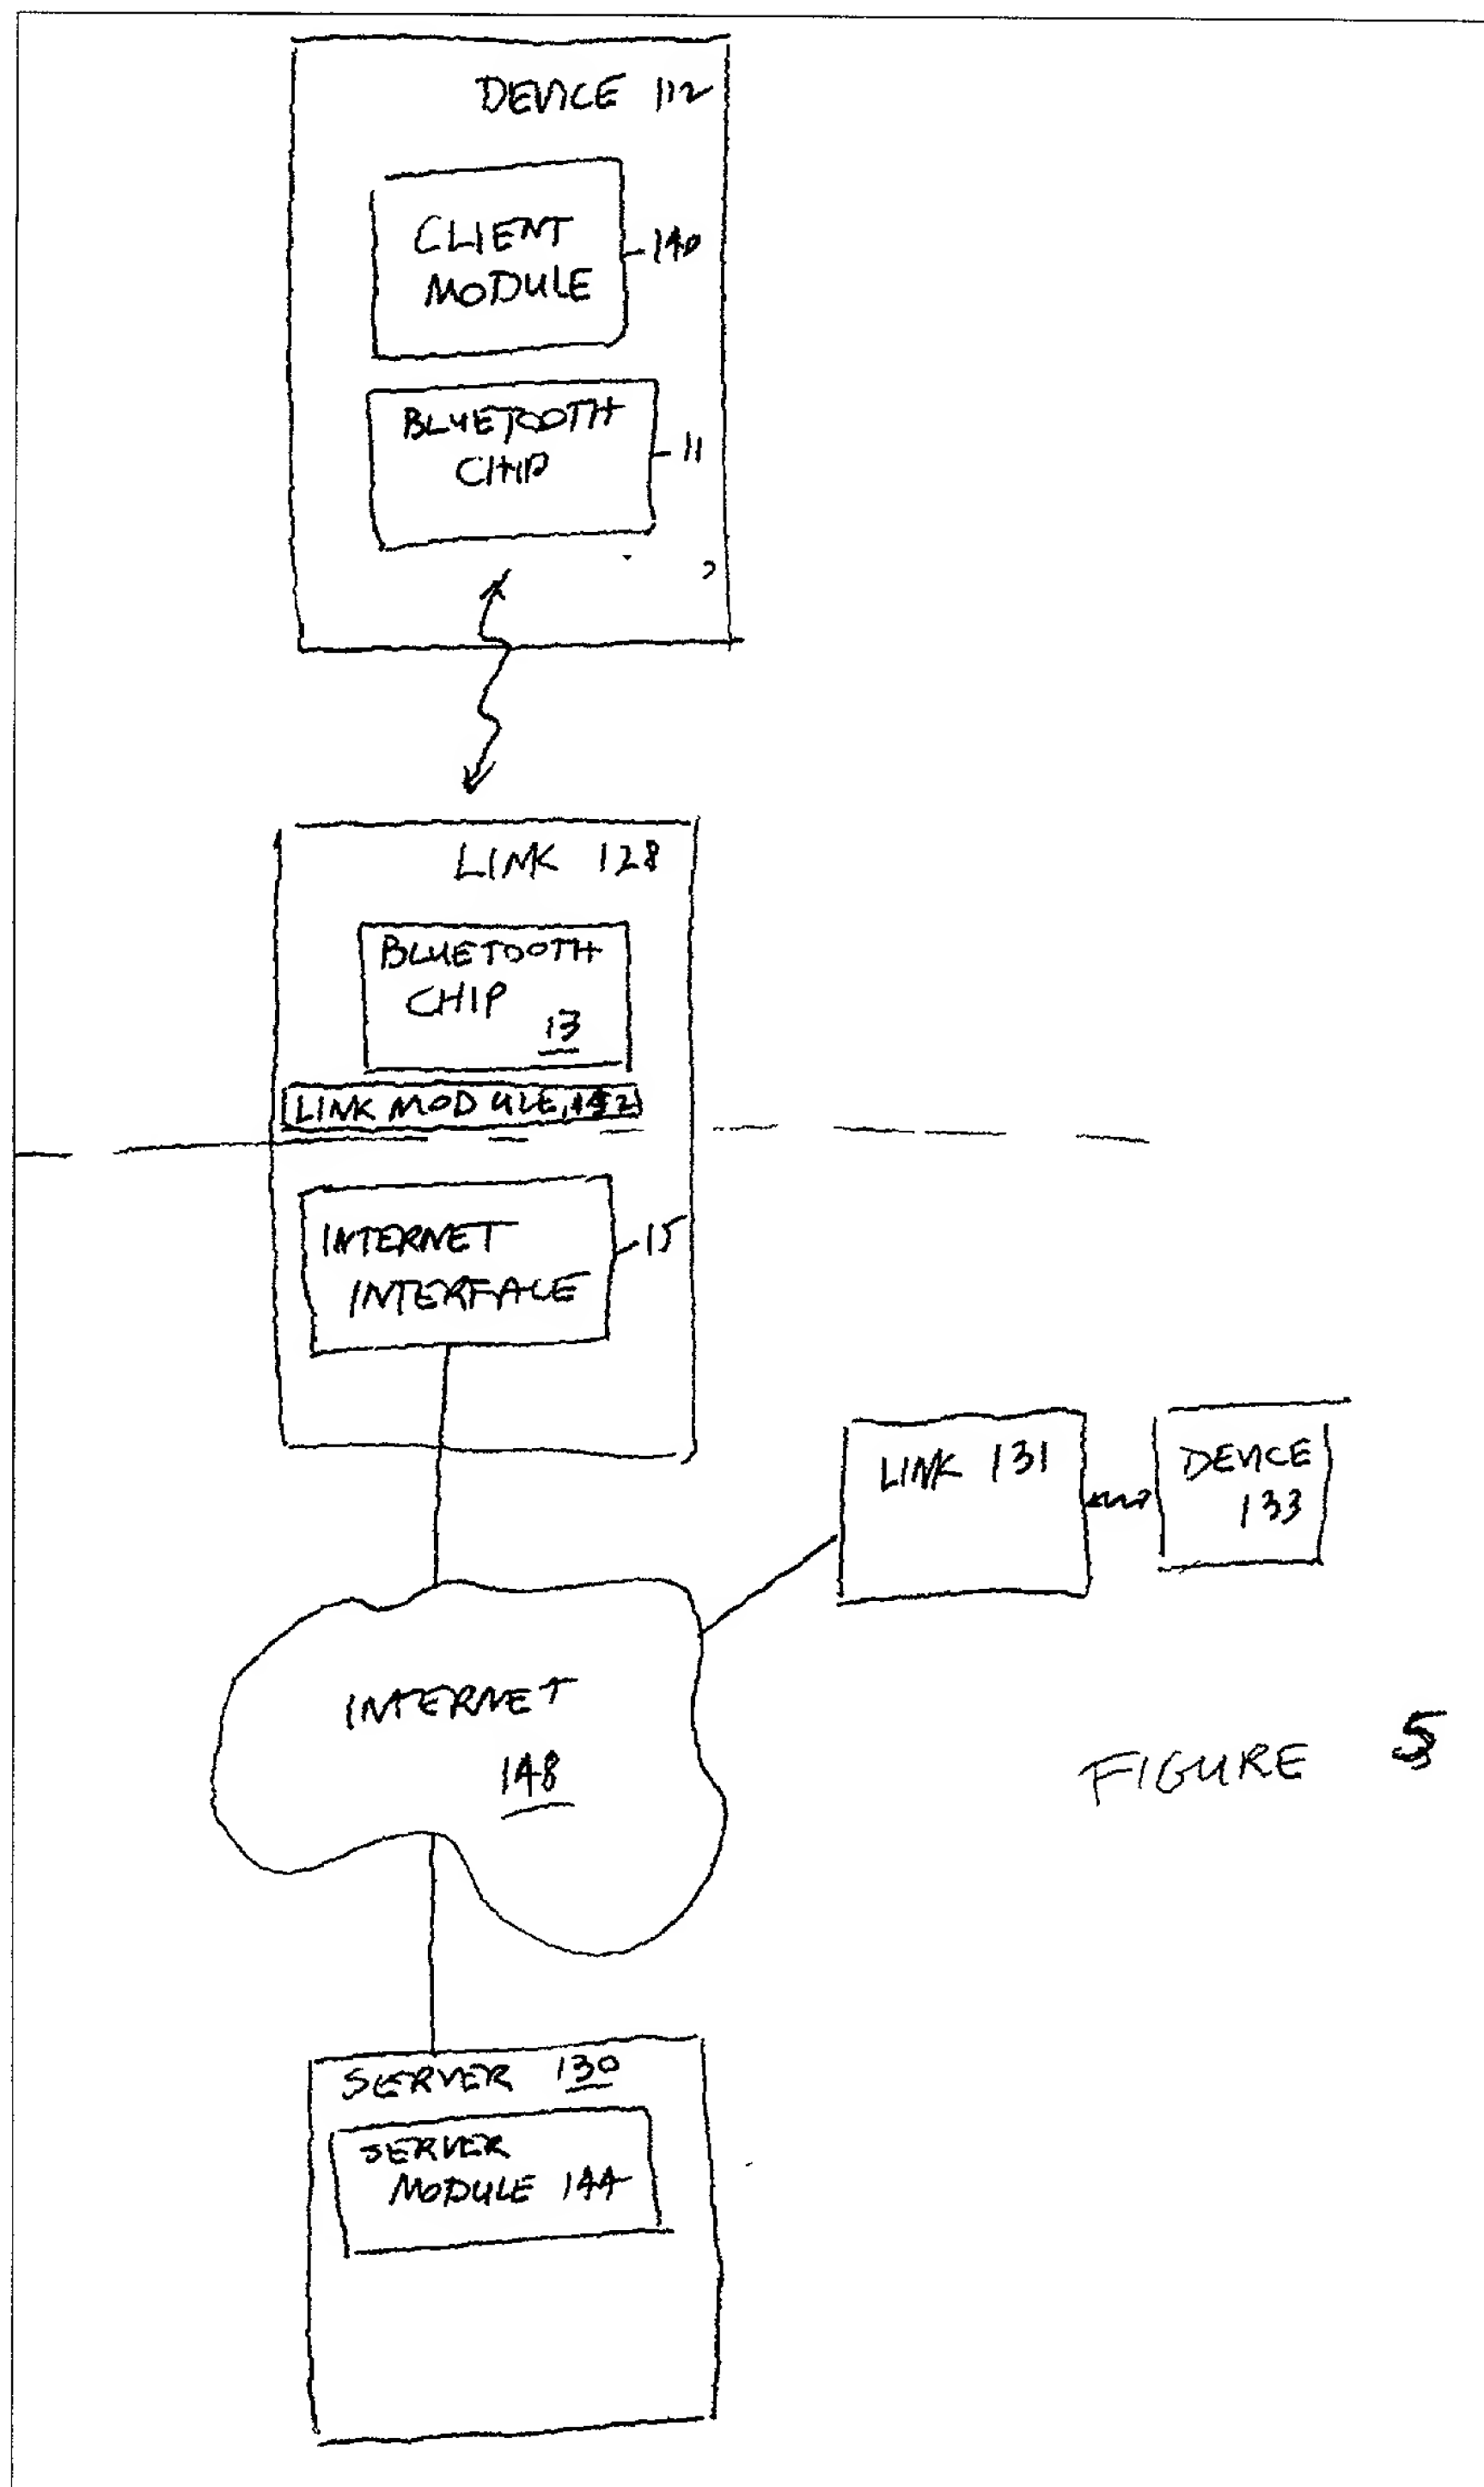 DEVICE 112
CLIENT
MODULE
140
BLUETOOTH
CHIP
11
LINK 128
BLUETOOTH
CHIP
13
LINK MODULE, 142
INTERNET
INTERFACE
15
LINK 131
DEVICE
133
INTERNET
148
FIGURE 5
SERVER 130
SERVER
MODULE 144